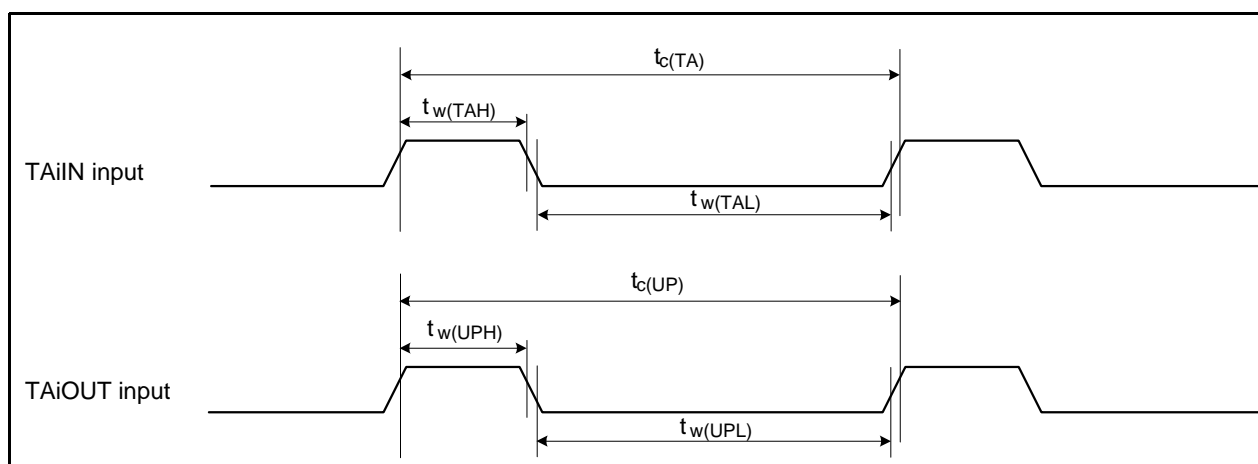 tc(TA)
tw(TAH)
TAiIN input
tw(TAL)
tc(UP)
tw(UPH)
TAiOUT input
tw(UPL)